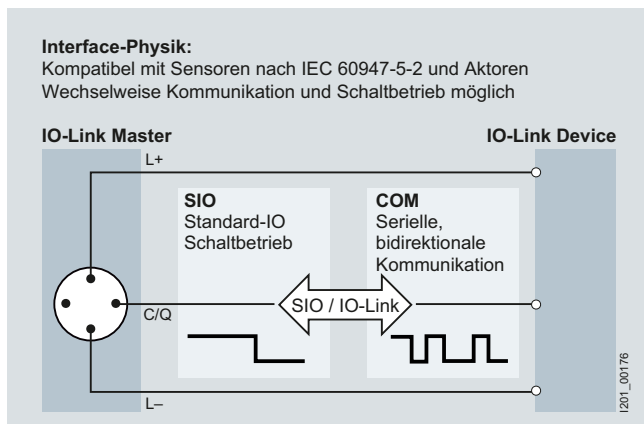 Interface-Physik:
Kompatibel mit Sensoren nach IEC 60947-5-2 und Aktoren
Wechselweise Kommunikation und Schaltbetrieb möglich
IO-Link Master
IO-Link Device
L+
SIO
Standard-IO
Schaltbetrieb
COM
Serielle,
bidirektionale
Kommunikation
C/Q
SIO / IO-Link
L–
I201_00176